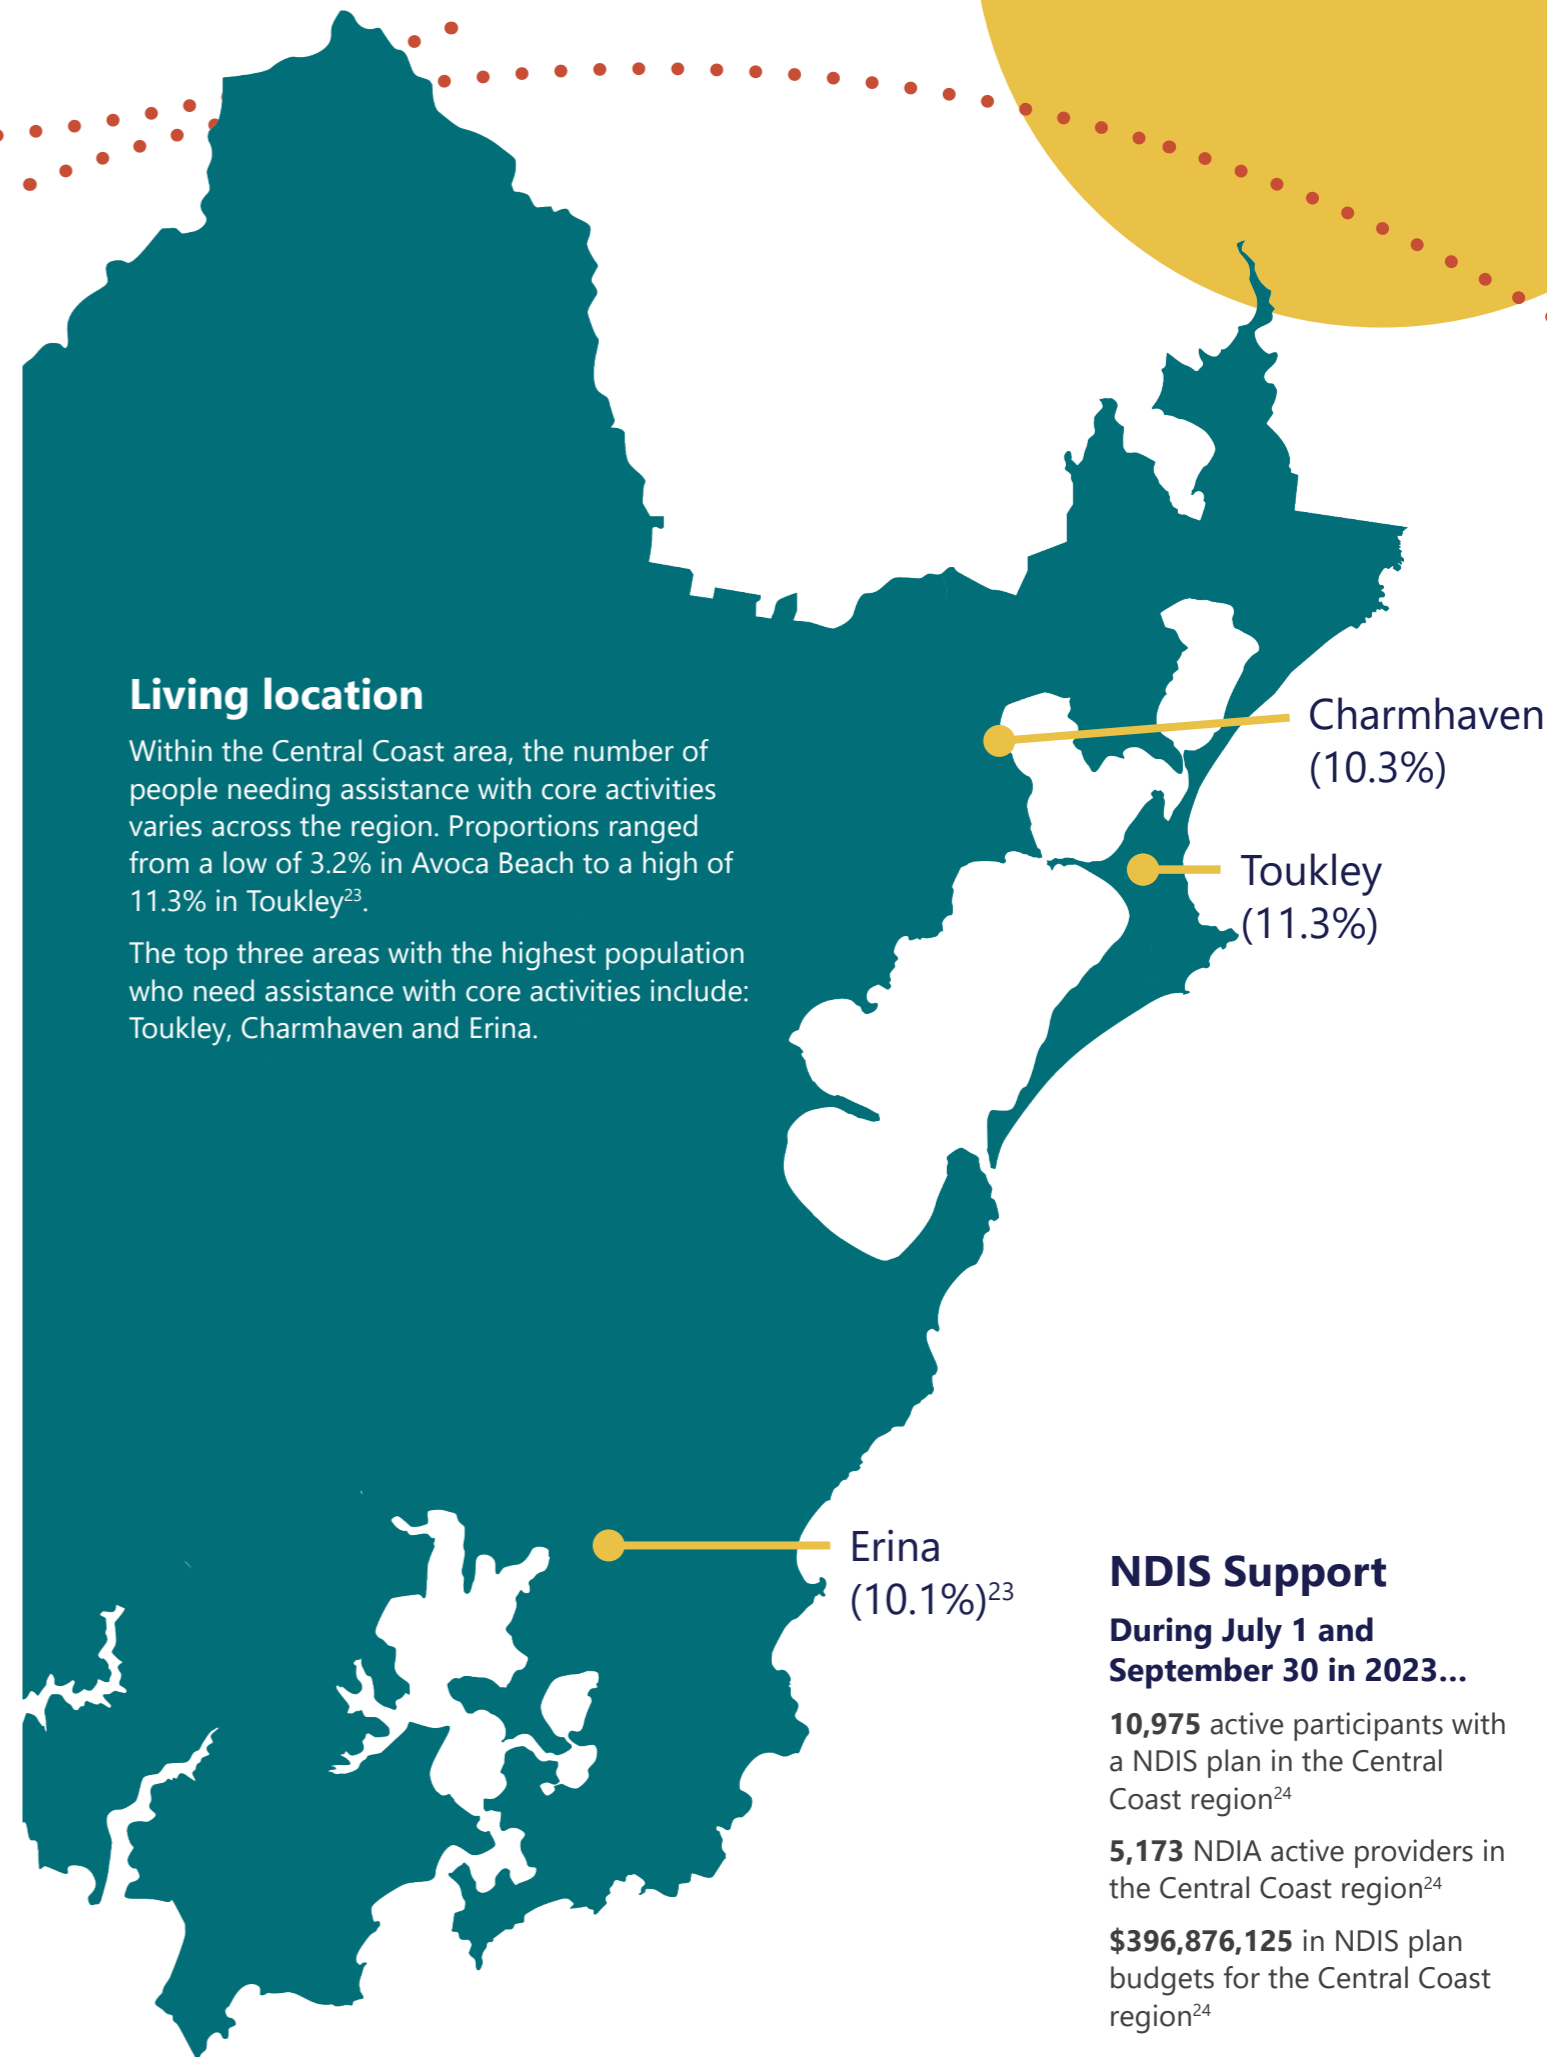 Living location
Within the Central Coast area, the number of
people needing assistance with core activities
varies across the region. Proportions ranged
from a low of 3.2% in Avoca Beach to a high of
11.3% in Toukley²³.
The top three areas with the highest population
who need assistance with core activities include:
Toukley, Charmhaven and Erina.
Charmhaven
(10.3%)
Toukley
(11.3%)
Erina
(10.1%)²³
NDIS Support
During July 1 and
September 30 in 2023...
10,975 active participants with
a NDIS plan in the Central
Coast region²⁴
5,173 NDIA active providers in
the Central Coast region²⁴
$396,876,125 in NDIS plan
budgets for the Central Coast
region²⁴